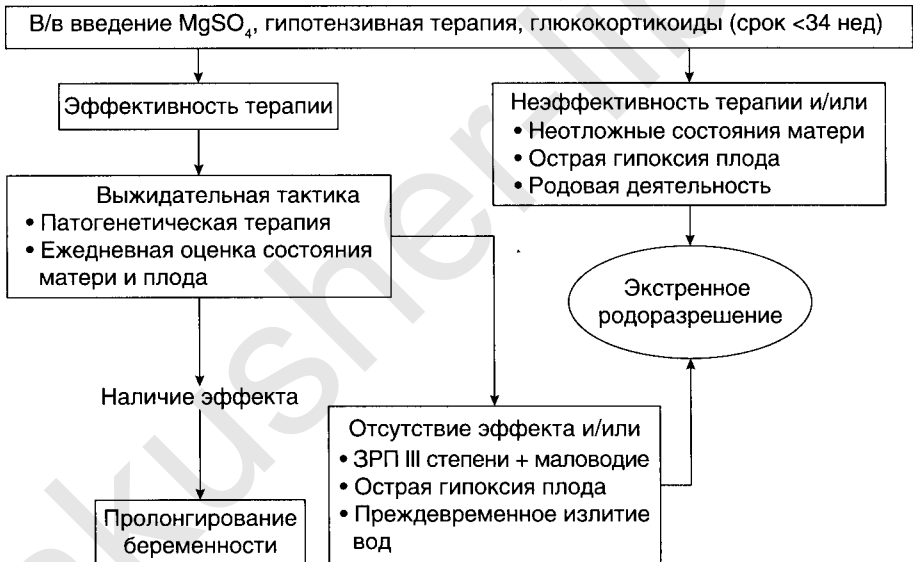 В/в введение MgSO₄, гипотензивная терапия, глюкокортикоиды (срок <34 нед)
Эффективность терапии
Неэффективность терапии и/или
• Неотложные состояния матери
• Острая гипоксия плода
• Родовая деятельность
Выжидательная тактика
• Патогенетическая терапия
• Ежедневная оценка состояния
матери и плода
Экстренное
родоразрешение
Наличие эффекта
Отсутствие эффекта и/или
• ЗРП III степени + маловодие
• Острая гипоксия плода
• Преждевременное излитие
вод
Пролонгирование
беременности
akusher-lib